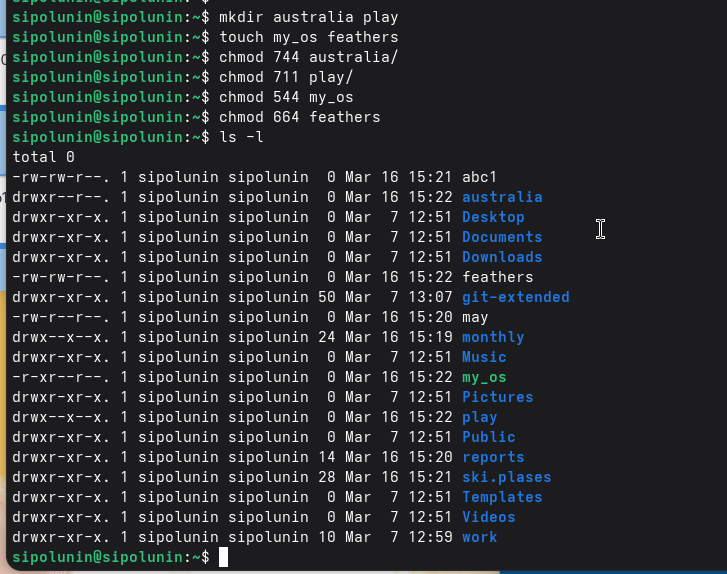 sipolunin@sipolunin:~$ mkdir australia play
sipolunin@sipolunin:~$ touch my_os feathers
sipolunin@sipolunin:~$ chmod 744 australia/
sipolunin@sipolunin:~$ chmod 711 play/
sipolunin@sipolunin:~$ chmod 544 my_os
sipolunin@sipolunin:~$ chmod 664 feathers
sipolunin@sipolunin:~$ ls -l
total 0
-rw-rw-r--. 1 sipolunin sipolunin  0 Mar 16 15:21 abc1
drwxr--r--. 1 sipolunin sipolunin  0 Mar 16 15:22 australia
drwxr-xr-x. 1 sipolunin sipolunin  0 Mar  7 12:51 Desktop
drwxr-xr-x. 1 sipolunin sipolunin  0 Mar  7 12:51 Documents
drwxr-xr-x. 1 sipolunin sipolunin  0 Mar  7 12:51 Downloads
-rw-rw-r--. 1 sipolunin sipolunin  0 Mar 16 15:22 feathers
drwxr-xr-x. 1 sipolunin sipolunin 50 Mar  7 13:07 git-extended
-rw-r--r--. 1 sipolunin sipolunin  0 Mar 16 15:20 may
drwx--x--x. 1 sipolunin sipolunin 24 Mar 16 15:19 monthly
drwxr-xr-x. 1 sipolunin sipolunin  0 Mar  7 12:51 Music
-r-xr--r--. 1 sipolunin sipolunin  0 Mar 16 15:22 my_os
drwxr-xr-x. 1 sipolunin sipolunin  0 Mar  7 12:51 Pictures
drwx--x--x. 1 sipolunin sipolunin  0 Mar 16 15:22 play
drwxr-xr-x. 1 sipolunin sipolunin  0 Mar  7 12:51 Public
drwxr-xr-x. 1 sipolunin sipolunin 14 Mar 16 15:20 reports
drwxr-xr-x. 1 sipolunin sipolunin 28 Mar 16 15:21 ski.plases
drwxr-xr-x. 1 sipolunin sipolunin  0 Mar  7 12:51 Templates
drwxr-xr-x. 1 sipolunin sipolunin  0 Mar  7 12:51 Videos
drwxr-xr-x. 1 sipolunin sipolunin 10 Mar  7 12:59 work
sipolunin@sipolunin:~$